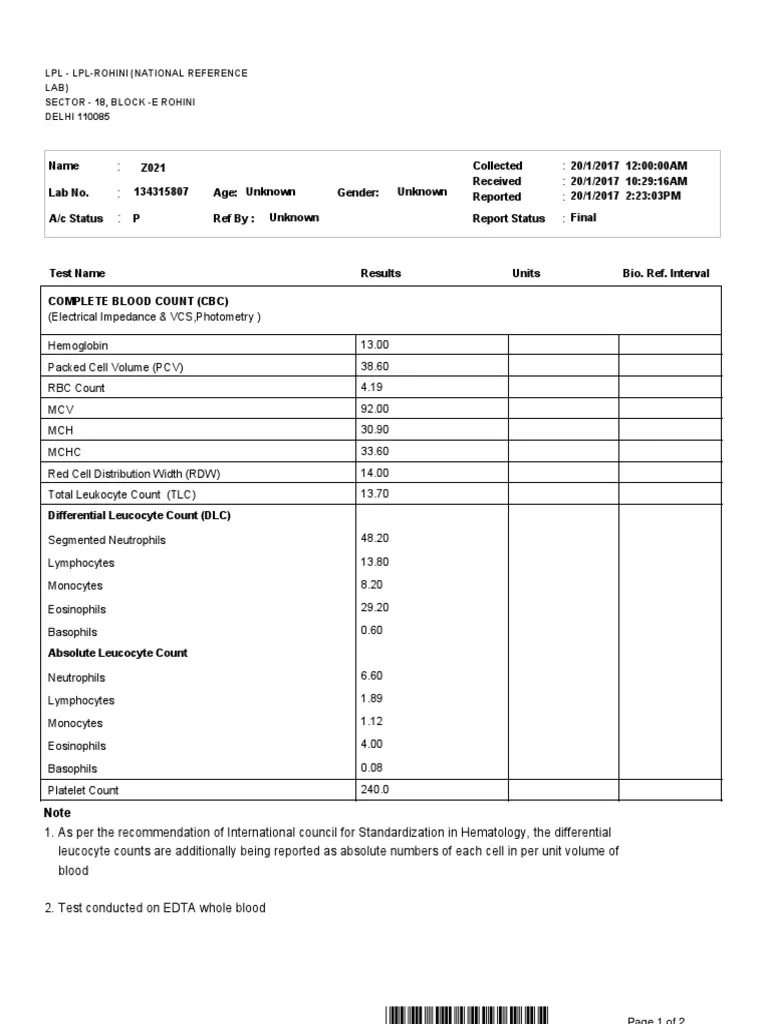 LPL - LPL-ROHINI (NATIONAL REFERENCE
LAB)
SECTOR - 18, BLOCK -E ROHINI
DELHI 110085
Name : Z021 Collected : 20/1/2017 12:00:00AM
Received : 20/1/2017 10:29:16AM
Lab No. : 134315807 Age: Unknown Gender: Unknown Reported : 20/1/2017 2:23:03PM
A/c Status : P Ref By : Unknown Report Status : Final
Test Name Results Units Bio. Ref. Interval
COMPLETE BLOOD COUNT (CBC)
(Electrical Impedance & VCS,Photometry )
Hemoglobin 13.00
Packed Cell Volume (PCV) 38.60
RBC Count 4.19
MCV 92.00
MCH 30.90
MCHC 33.60
Red Cell Distribution Width (RDW) 14.00
Total Leukocyte Count (TLC) 13.70
Differential Leucocyte Count (DLC)
Segmented Neutrophils 48.20
Lymphocytes 13.80
Monocytes 8.20
Eosinophils 29.20
Basophils 0.60
Absolute Leucocyte Count
Neutrophils 6.60
Lymphocytes 1.89
Monocytes 1.12
Eosinophils 4.00
Basophils 0.08
Platelet Count 240.0
Note
1. As per the recommendation of International council for Standardization in Hematology, the differential
leucocyte counts are additionally being reported as absolute numbers of each cell in per unit volume of
blood
2. Test conducted on EDTA whole blood
Page 1 of 2